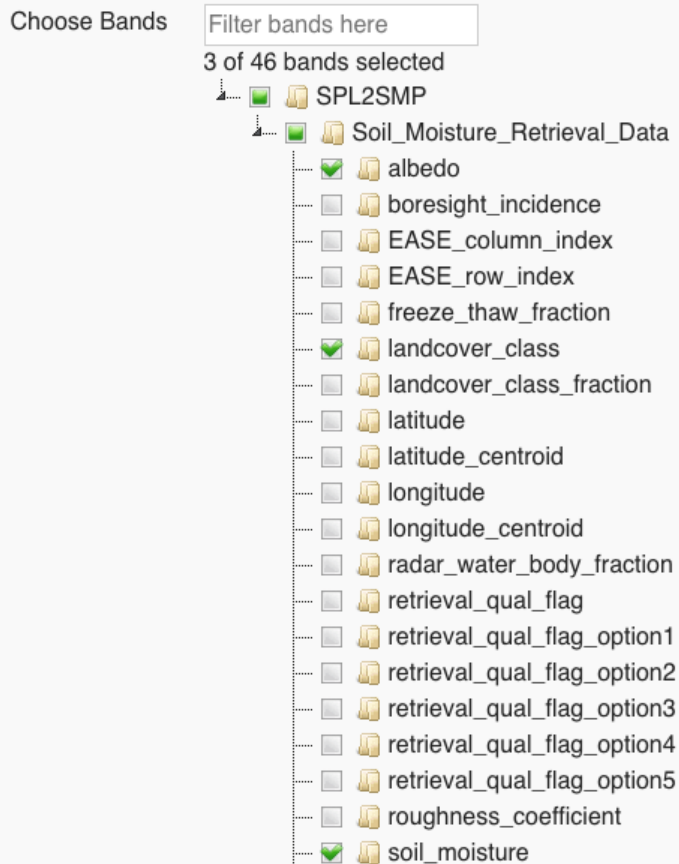 Choose Bands
Filter bands here
3 of 46 bands selected
SPL2SMP
Soil_Moisture_Retrieval_Data
albedo
boresight_incidence
EASE_column_index
EASE_row_index
freeze_thaw_fraction
landcover_class
landcover_class_fraction
latitude
latitude_centroid
longitude
longitude_centroid
radar_water_body_fraction
retrieval_qual_flag
retrieval_qual_flag_option1
retrieval_qual_flag_option2
retrieval_qual_flag_option3
retrieval_qual_flag_option4
retrieval_qual_flag_option5
roughness_coefficient
soil_moisture